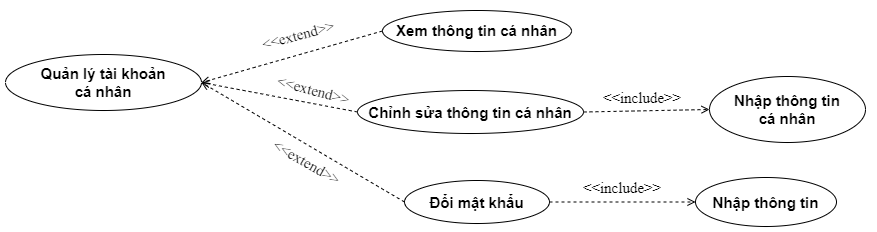 <<extend>>
Xem thông tin cá nhân
Quản lý tài khoản
cá nhân
<<extend>>
Chỉnh sửa thông tin cá nhân
<<include>>
Nhập thông tin
cá nhân
<<extend>>
Đổi mật khẩu
<<include>>
Nhập thông tin